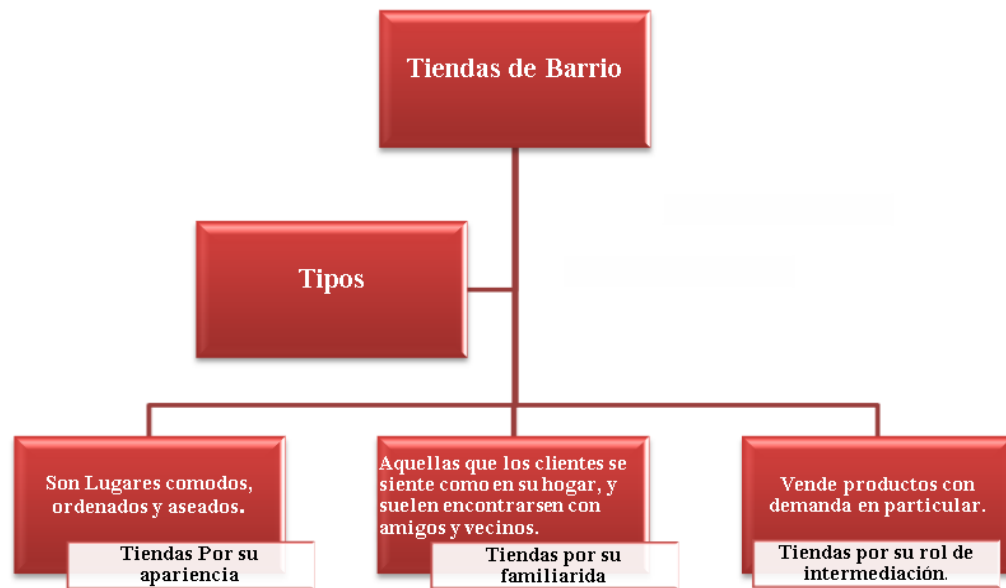 Tiendas de Barrio
Tipos
Son Lugares comodos,
ordenados y aseados.
Tiendas Por su
apariencia
Aquellas que los clientes se
siente como en su hogar, y
suelen encontrarsen con
amigos y vecinos.
Tiendas por su
familiarida
Vende productos con
demanda en particular.
Tiendas por su rol de
intermediación.